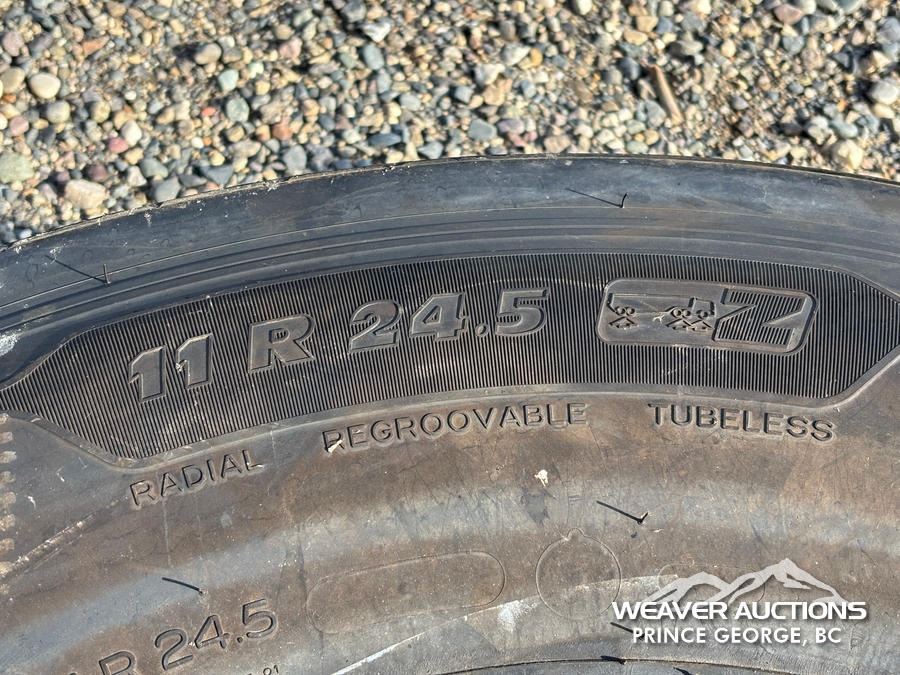 11 R 24.5 Z
RADIAL REGROOVABLE TUBELESS
R 24.5
WEAVER AUCTIONS
PRINCE GEORGE, BC